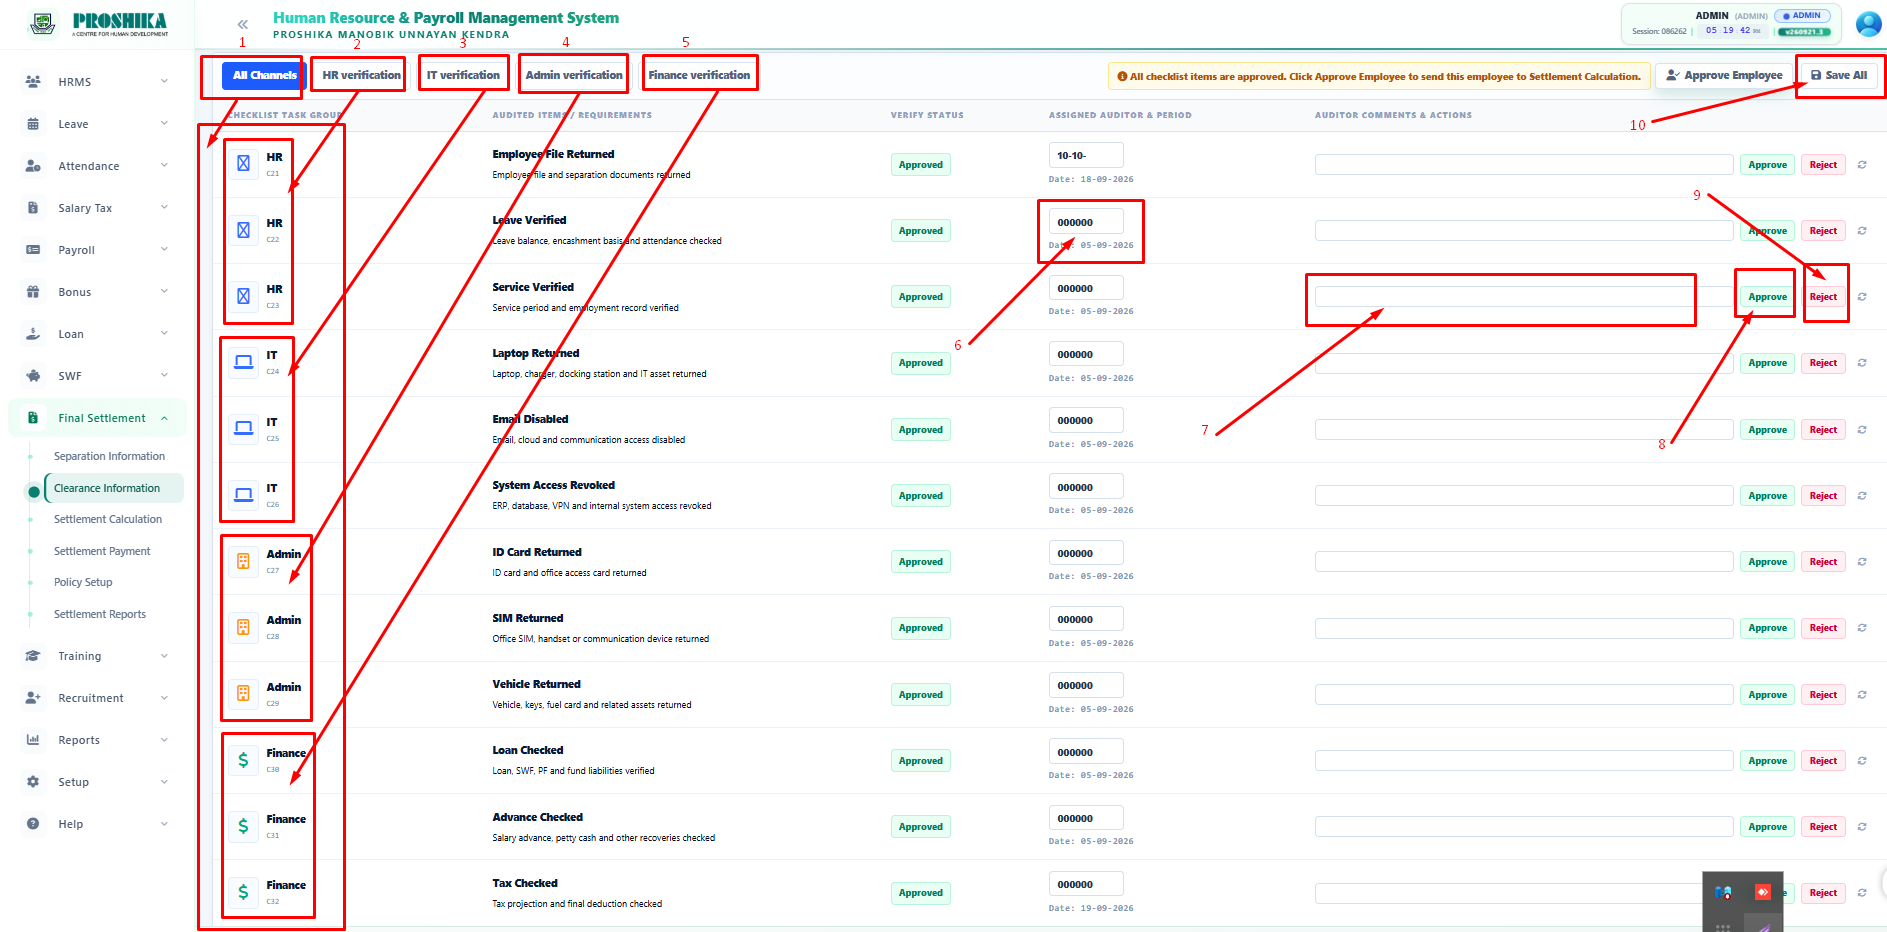 PROSHIKA
A CENTRE FOR HUMAN DEVELOPMENT
Human Resource & Payroll Management System
PROSHIKA MANOBIK UNNAYAN KENDRA
ADMIN (ADMIN) ADMIN
Session: 086262 | 05 : 19 : 42 | v260921.3
1 2 3 4 5
All Channels HR verification IT verification Admin verification Finance verification
All checklist items are approved. Click Approve Employee to send this employee to Settlement Calculation.
Approve Employee
Save All
10
HRMS
Leave
Attendance
Salary Tax
Payroll
Bonus
Loan
SWF
Final Settlement
Separation Information
Clearance Information
Settlement Calculation
Settlement Payment
Policy Setup
Settlement Reports
Training
Recruitment
Reports
Setup
Help
CHECKLIST TASK GROUP AUDITED ITEMS / REQUIREMENTS VERIFY STATUS ASSIGNED AUDITOR & PERIOD AUDITOR COMMENTS & ACTIONS
HR Employee File Returned Approved 10-10- Approve Reject
C21 Employee file and separation documents returned Date: 18-09-2026
9
HR Leave Verified Approved 000000 Approve Reject
C22 Leave balance, encashment basis and attendance checked Date: 05-09-2026
HR Service Verified Approved 000000 Approve Reject
C23 Service period and employment record verified Date: 05-09-2026
6
IT Laptop Returned Approved 000000 Approve Reject
C24 Laptop, charger, docking station and IT asset returned Date: 05-09-2026
IT Email Disabled Approved 000000 Approve Reject
C25 Email, cloud and communication access disabled Date: 05-09-2026
7
8
IT System Access Revoked Approved 000000 Approve Reject
C26 ERP, database, VPN and internal system access revoked Date: 05-09-2026
Admin ID Card Returned Approved 000000 Approve Reject
C27 ID card and office access card returned Date: 05-09-2026
Admin SIM Returned Approved 000000 Approve Reject
C28 Office SIM, handset or communication device returned Date: 05-09-2026
Admin Vehicle Returned Approved 000000 Approve Reject
C29 Vehicle, keys, fuel card and related assets returned Date: 05-09-2026
Finance Loan Checked Approved 000000 Approve Reject
C30 Loan, SWF, PF and fund liabilities verified Date: 05-09-2026
Finance Advance Checked Approved 000000 Approve Reject
C31 Salary advance, petty cash and other recoveries checked Date: 05-09-2026
Finance Tax Checked Approved 000000 Reject
C32 Tax projection and final deduction checked Date: 19-09-2026